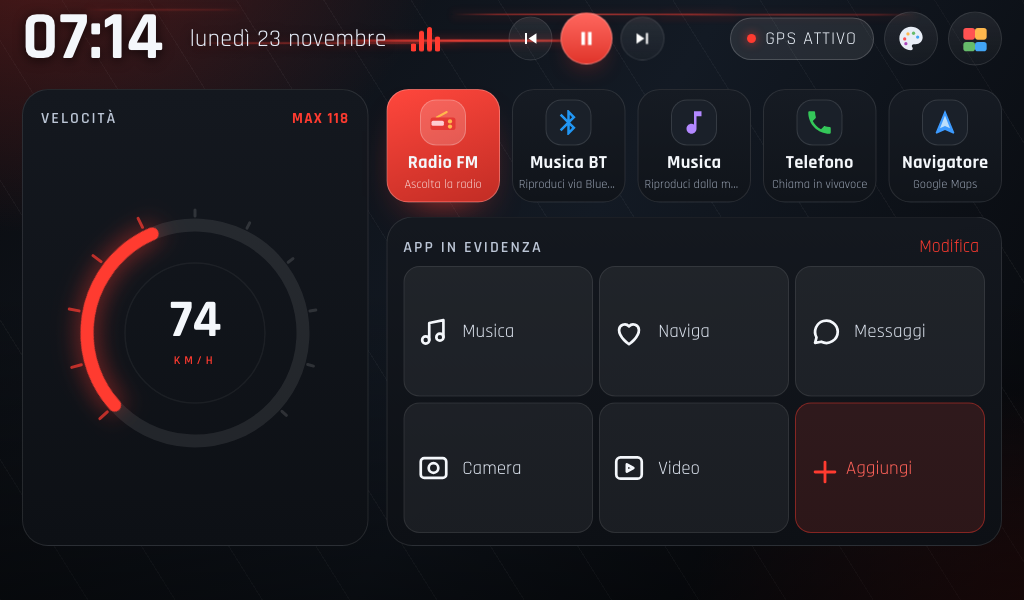 07:14
lunedì 23 novembre
GPS ATTIVO
VELOCITÀ
MAX 118
74
KM/H
Radio FM
Ascolta la radio
Musica BT
Riproduci via Blue...
Musica
Riproduci dalla m...
Telefono
Chiama in vivavoce
Navigatore
Google Maps
APP IN EVIDENZA
Modifica
Musica
Naviga
Messaggi
Camera
Video
Aggiungi